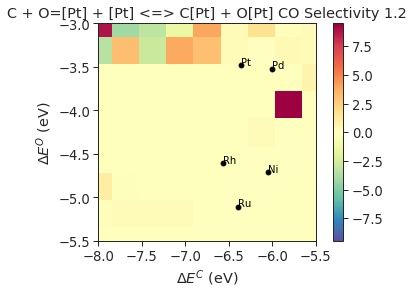 C + O=[Pt] + [Pt] <=> C[Pt] + O[Pt] CO Selectivity 1.2
−3.0
−3.5
−4.0
−4.5
−5.0
−5.5
ΔE^O (eV)
Pt
Pd
Rh
Ni
Ru
−8.0 −7.5 −7.0 −6.5 −6.0 −5.5
ΔE^C (eV)
7.5
5.0
2.5
0.0
−2.5
−5.0
−7.5